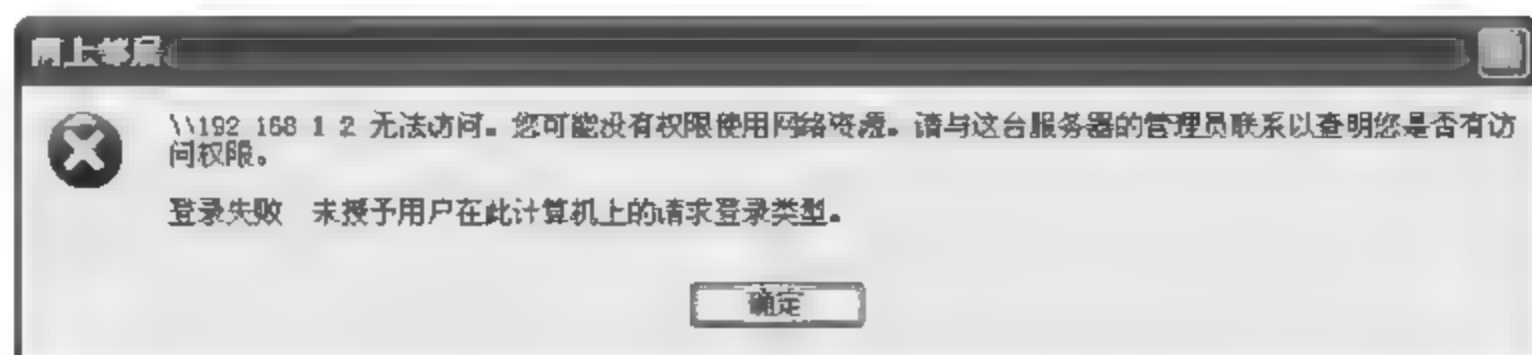 网上邻居
\\192 168 1 2 无法访问。您可能没有权限使用网络资源。请与这台服务器的管理员联系以查明您是否有访
问权限。
登录失败 未授予用户在此计算机上的请求登录类型。
确定